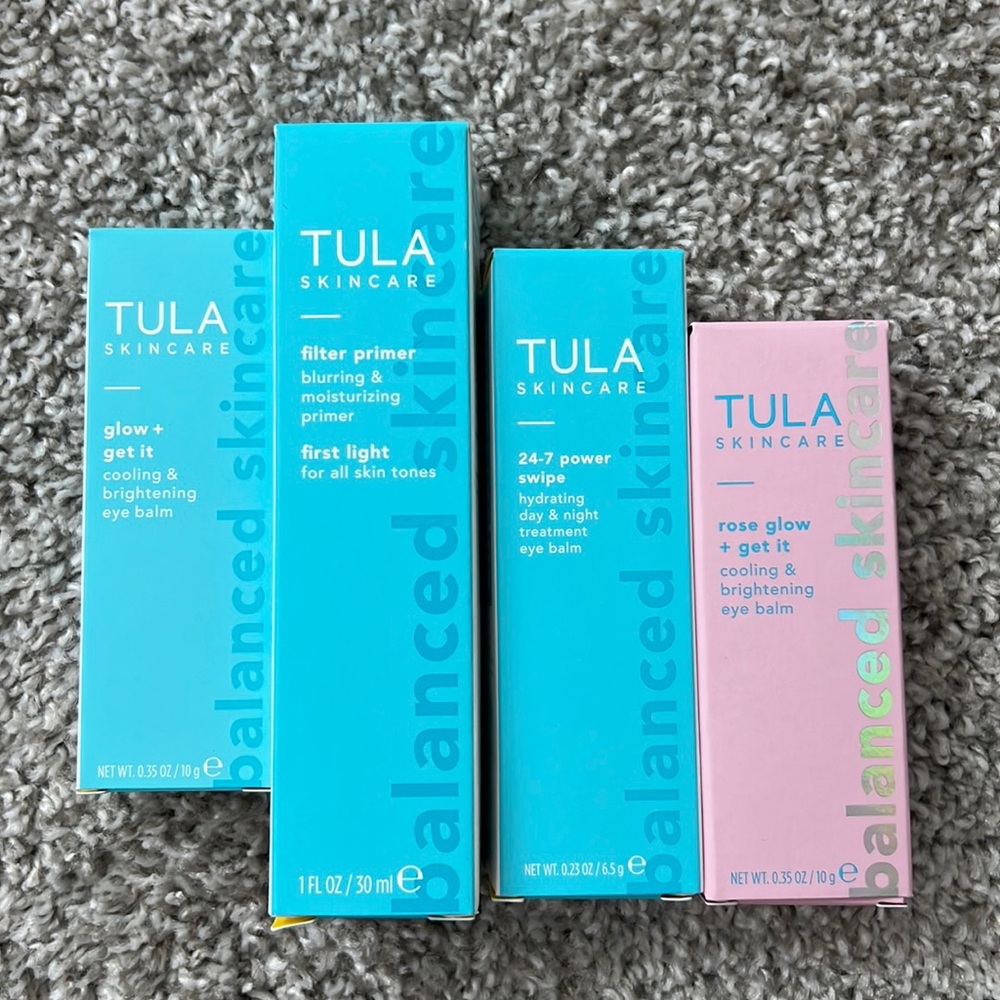 TULA
SKINCARE
glow +
get it
cooling &
brightening
eye balm
NET WT. 0.35 OZ / 10 g ℮
balanced skincare
TULA
SKINCARE
filter primer
blurring &
moisturizing
primer
first light
for all skin tones
1 FL OZ / 30 ml ℮
balanced skincare
TULA
SKINCARE
24-7 power
swipe
hydrating
day & night
treatment
eye balm
NET WT. 0.23 OZ / 6.5 g ℮
balanced skincare
TULA
SKINCARE
rose glow
+ get it
cooling &
brightening
eye balm
NET WT. 0.35 OZ / 10 g ℮
balanced skincare